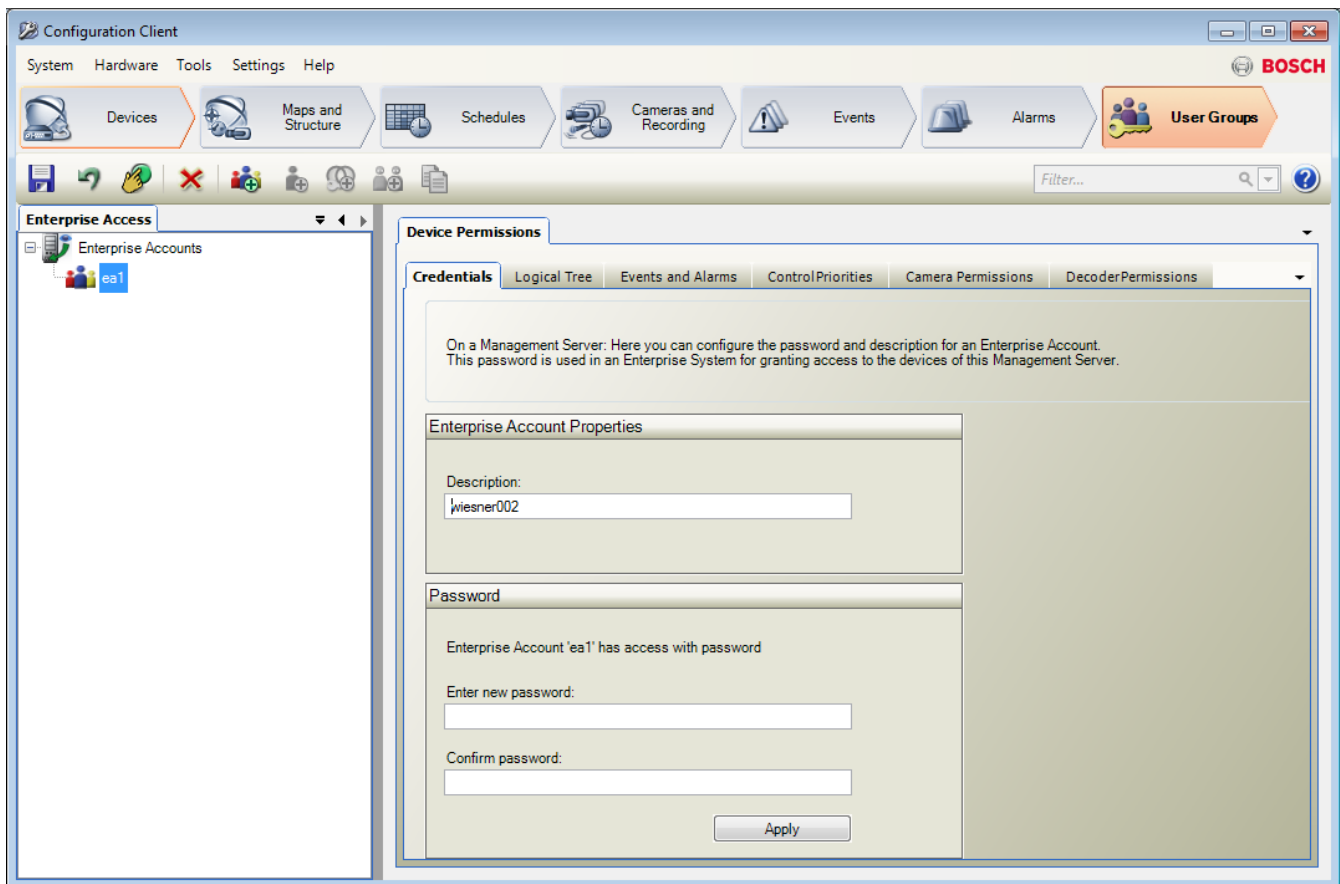 Configuration Client
System Hardware Tools Settings Help
BOSCH
Devices
Maps and
Structure
Schedules
Cameras and
Recording
Events
Alarms
User Groups
Filter...
Enterprise Access
Enterprise Accounts
ea1
Device Permissions
Credentials Logical Tree Events and Alarms ControlPriorities Camera Permissions DecoderPermissions
On a Management Server: Here you can configure the password and description for an Enterprise Account.
This password is used in an Enterprise System for granting access to the devices of this Management Server.
Enterprise Account Properties
Description:
wiesner002
Password
Enterprise Account 'ea1' has access with password
Enter new password:
Confirm password:
Apply